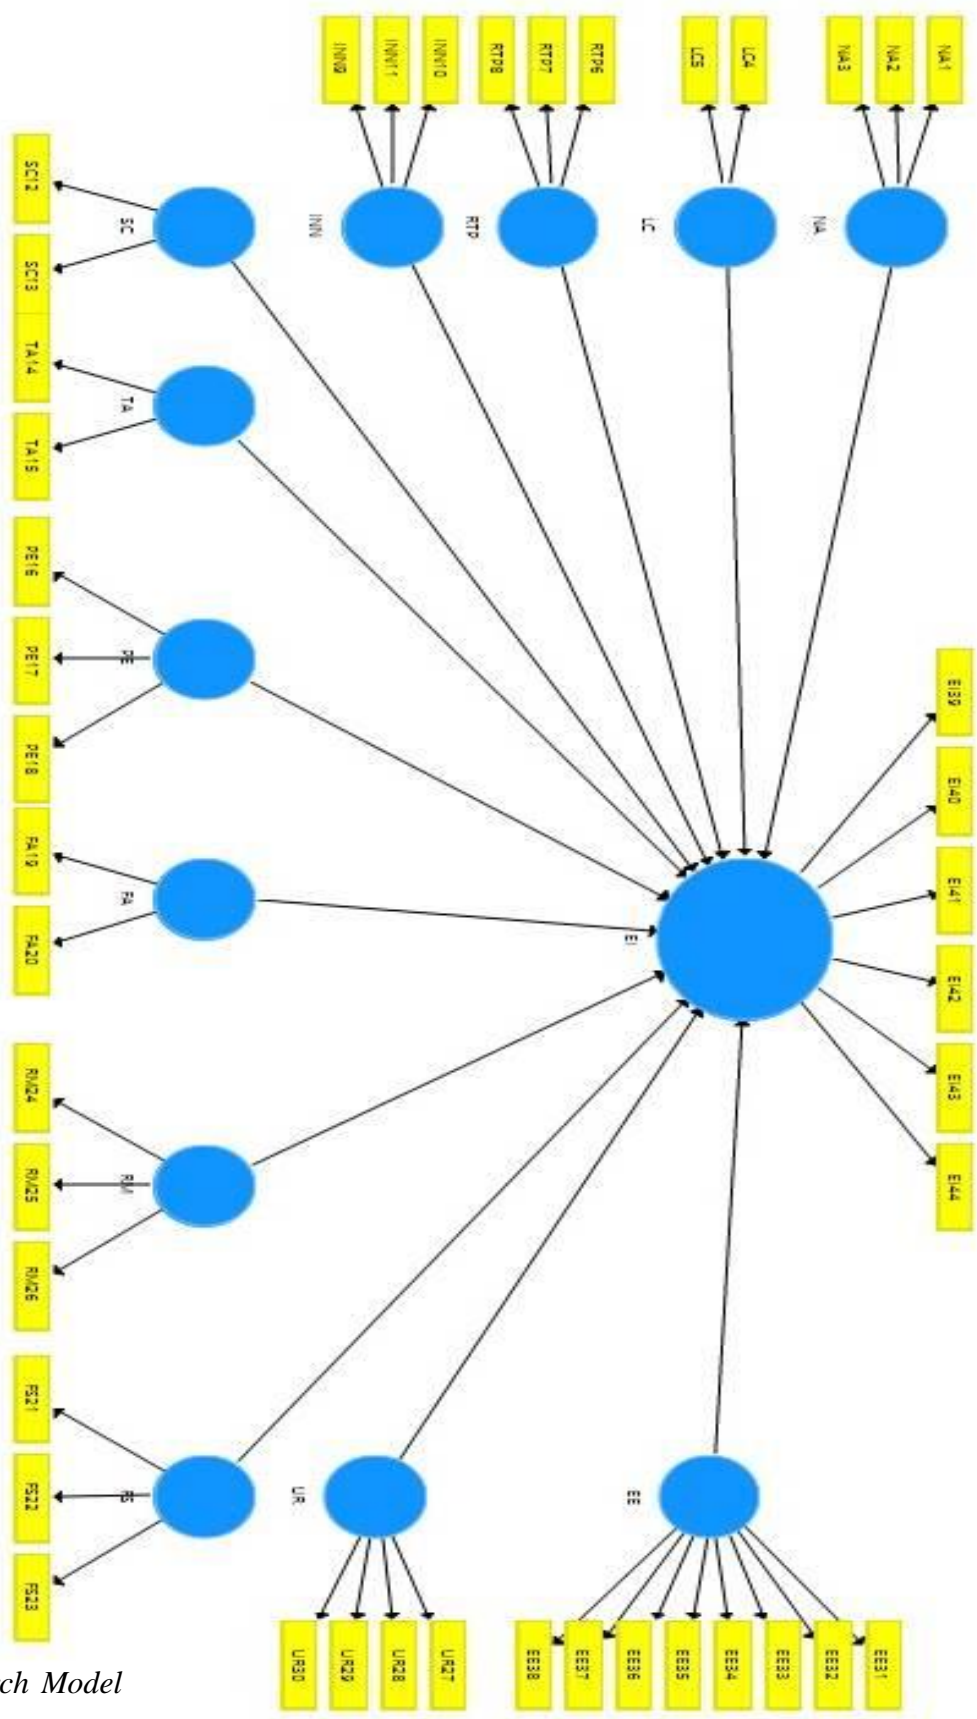 INN9
INN11
INN10
RTP8
RTP7
RTP6
LC5
LC4
NA3
NA2
NA1
SC12
SC13
SC
INN
RTP
LC
NA
TA14
TA15
TA
PE16
PE17
PE18
PE
EI39
EI40
EI41
EI42
EI43
EI44
EI
FA19
FA20
FA
RM24
RM25
RM26
RM
FS21
FS22
FS23
FS
UR
EE
UR30
UR29
UR28
UR27
EE38
EE37
EE36
EE35
EE34
EE33
EE32
EE31
ch Model